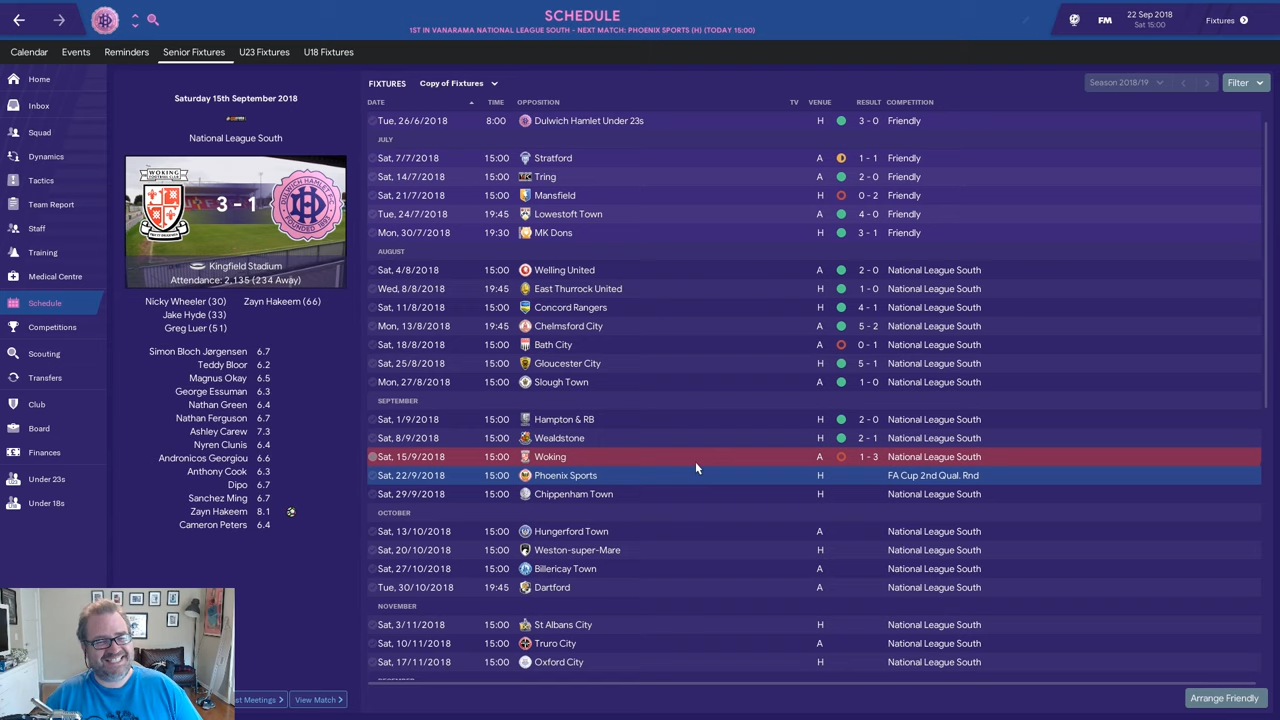 SCHEDULE
1ST IN VANARAMA NATIONAL LEAGUE SOUTH - NEXT MATCH: PHOENIX SPORTS (H) (TODAY 15:00)
FM
22 Sep 2018
Sat 15:00
Fixtures
Calendar Events Reminders Senior Fixtures U23 Fixtures U18 Fixtures
Home
Inbox
Squad
Dynamics
Tactics
Team Report
Staff
Training
Medical Centre
Schedule
Competitions
Scouting
Transfers
Club
Board
Finances
Under 23s
Under 18s
Saturday 15th September 2018
National League South
WOKING
3 - 1
Kingfield Stadium
Attendance: 2,135 (234 Away)
Nicky Wheeler (30) Zayn Hakeem (66)
Jake Hyde (33)
Greg Luer (51)
Simon Bloch Jørgensen 6.7
Teddy Bloor 6.2
Magnus Okay 6.5
George Essuman 6.3
Nathan Green 6.4
Nathan Ferguson 6.7
Ashley Carew 7.3
Nyren Clunis 6.4
Andronicos Georgiou 6.6
Anthony Cook 6.3
Dipo 6.7
Sanchez Ming 6.7
Zayn Hakeem 8.1
Cameron Peters 6.4
st Meetings View Match
FIXTURES Copy of Fixtures Season 2018/19 Filter
DATE TIME OPPOSITION TV VENUE RESULT COMPETITION
Tue, 26/6/2018 8:00 Dulwich Hamlet Under 23s H 3 - 0 Friendly
JULY
Sat, 7/7/2018 15:00 Stratford A 1 - 1 Friendly
Sat, 14/7/2018 15:00 Tring A 2 - 0 Friendly
Sat, 21/7/2018 15:00 Mansfield H 0 - 2 Friendly
Tue, 24/7/2018 19:45 Lowestoft Town A 4 - 0 Friendly
Mon, 30/7/2018 19:30 MK Dons H 3 - 1 Friendly
AUGUST
Sat, 4/8/2018 15:00 Welling United A 2 - 0 National League South
Wed, 8/8/2018 19:45 East Thurrock United H 1 - 0 National League South
Sat, 11/8/2018 15:00 Concord Rangers H 4 - 1 National League South
Mon, 13/8/2018 19:45 Chelmsford City A 5 - 2 National League South
Sat, 18/8/2018 15:00 Bath City A 0 - 1 National League South
Sat, 25/8/2018 15:00 Gloucester City H 5 - 1 National League South
Mon, 27/8/2018 15:00 Slough Town A 1 - 0 National League South
SEPTEMBER
Sat, 1/9/2018 15:00 Hampton & RB H 2 - 0 National League South
Sat, 8/9/2018 15:00 Wealdstone H 2 - 1 National League South
Sat, 15/9/2018 15:00 Woking A 1 - 3 National League South
Sat, 22/9/2018 15:00 Phoenix Sports H FA Cup 2nd Qual. Rnd
Sat, 29/9/2018 15:00 Chippenham Town H National League South
OCTOBER
Sat, 13/10/2018 15:00 Hungerford Town A National League South
Sat, 20/10/2018 15:00 Weston-super-Mare H National League South
Sat, 27/10/2018 15:00 Billericay Town A National League South
Tue, 30/10/2018 19:45 Dartford A National League South
NOVEMBER
Sat, 3/11/2018 15:00 St Albans City H National League South
Sat, 10/11/2018 15:00 Truro City A National League South
Sat, 17/11/2018 15:00 Oxford City H National League South
Arrange Friendly